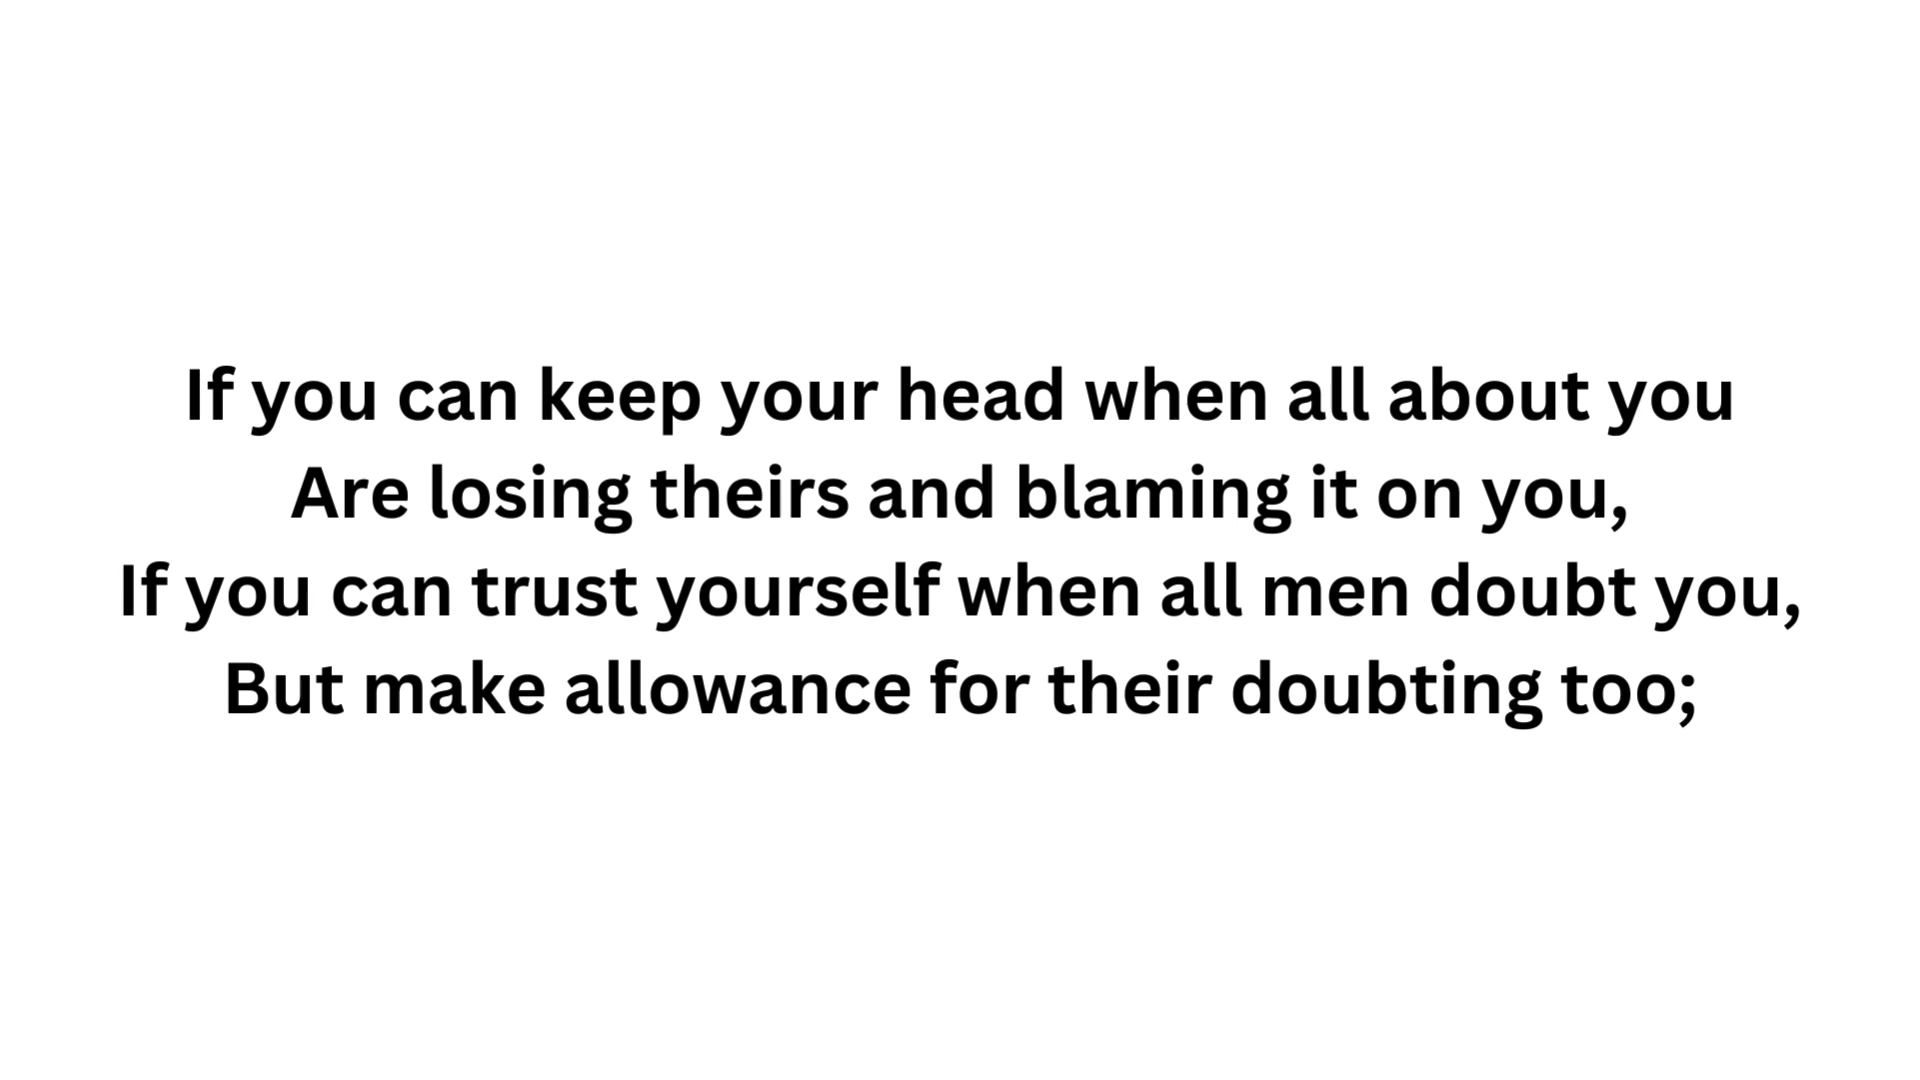 If you can keep your head when all about you
Are losing theirs and blaming it on you,
If you can trust yourself when all men doubt you,
But make allowance for their doubting too;